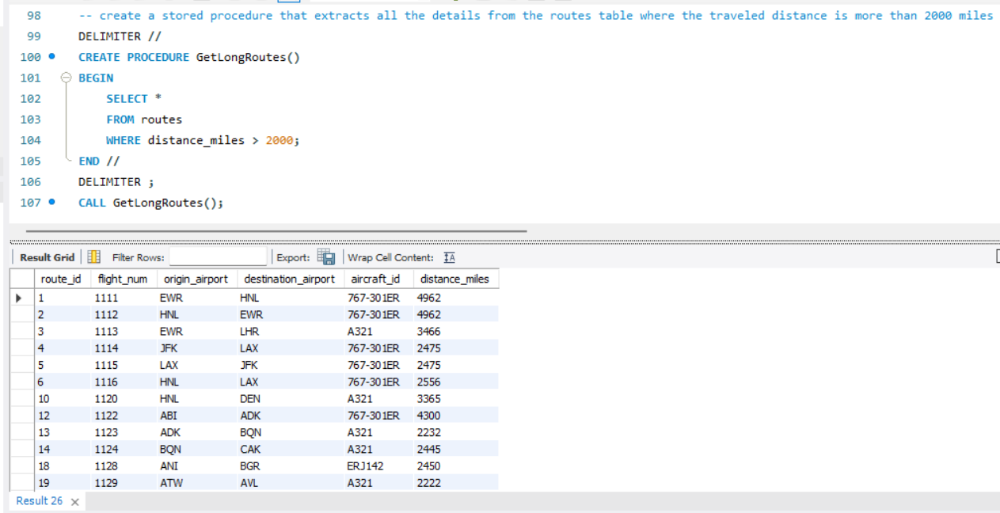 98 -- create a stored procedure that extracts all the details from the routes table where the traveled distance is more than 2000 miles
99 DELIMITER //
100 CREATE PROCEDURE GetLongRoutes()
101 BEGIN
102 SELECT *
103 FROM routes
104 WHERE distance_miles > 2000;
105 END //
106 DELIMITER ;
107 CALL GetLongRoutes();
Result Grid Filter Rows: Export: Wrap Cell Content: IA
route_id flight_num origin_airport destination_airport aircraft_id distance_miles
1 1111 EWR HNL 767-301ER 4962
2 1112 HNL EWR 767-301ER 4962
3 1113 EWR LHR A321 3466
4 1114 JFK LAX 767-301ER 2475
5 1115 LAX JFK 767-301ER 2475
6 1116 HNL LAX 767-301ER 2556
10 1120 HNL DEN A321 3365
12 1122 ABI ADK 767-301ER 4300
13 1123 ADK BQN A321 2232
14 1124 BQN CAK A321 2445
18 1128 ANI BGR ERJ142 2450
19 1129 ATW AVL A321 2222
Result 26 ×